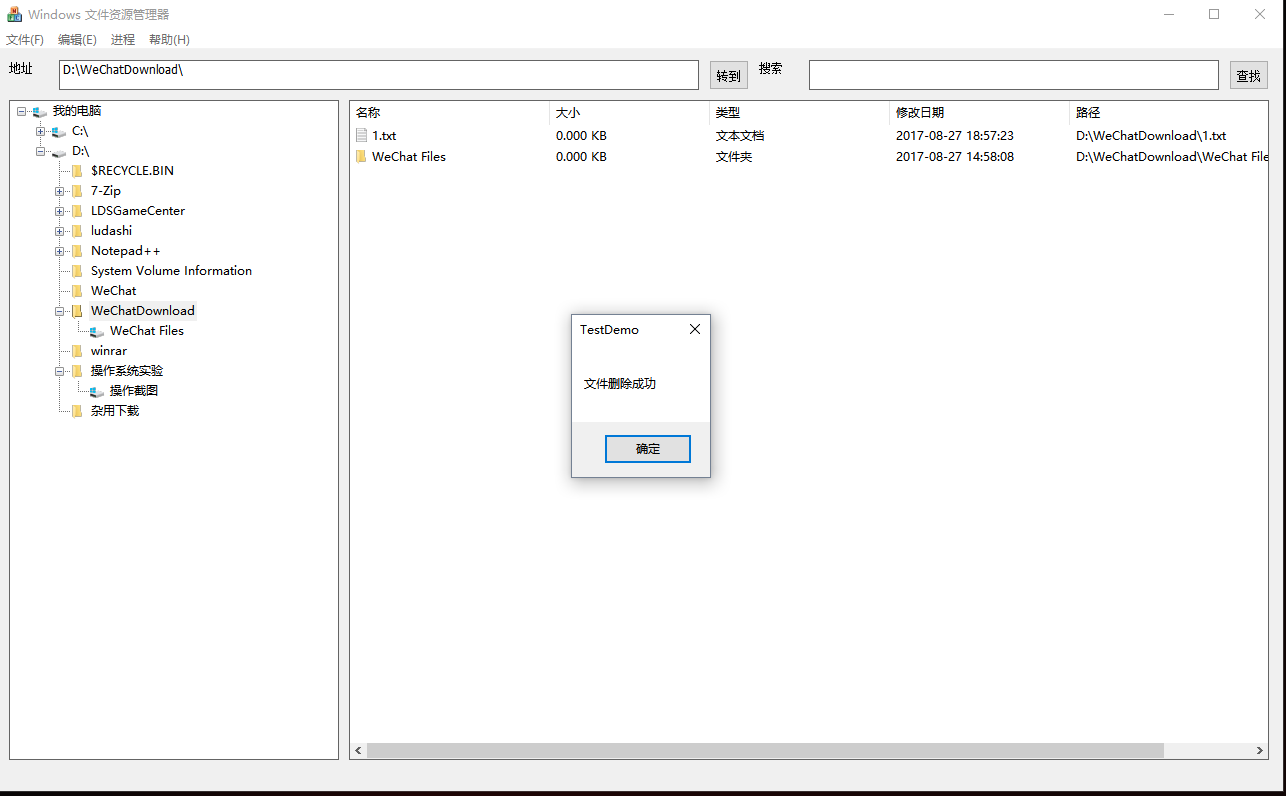 Windows 文件资源管理器
文件(F) 编辑(E) 进程 帮助(H)
地址 D:\WeChatDownload\ 转到 搜索 查找
我的电脑
C:\
D:\
$RECYCLE.BIN
7-Zip
LDSGameCenter
ludashi
Notepad++
System Volume Information
WeChat
WeChatDownload
WeChat Files
winrar
操作系统实验
操作截图
杂用下载
名称 大小 类型 修改日期 路径
1.txt 0.000 KB 文本文档 2017-08-27 18:57:23 D:\WeChatDownload\1.txt
WeChat Files 0.000 KB 文件夹 2017-08-27 14:58:08 D:\WeChatDownload\WeChat File
TestDemo
文件删除成功
确定